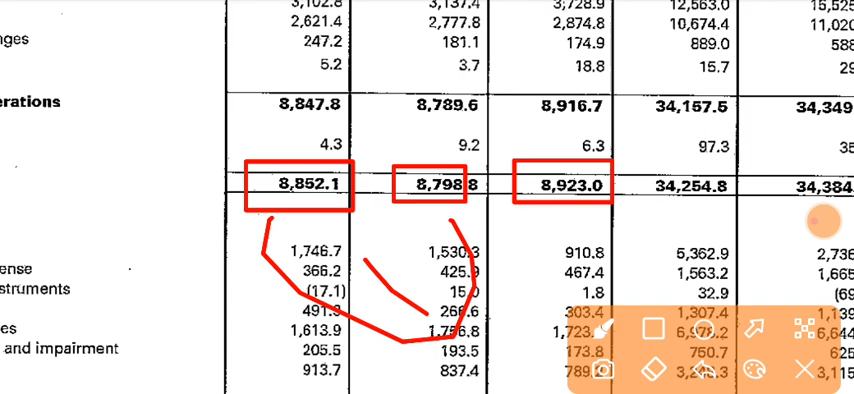 3,102.8 3,137.4 3,728.9 12,563.0 15,525
2,621.4 2,777.8 2,874.8 10,674.4 11,020
nges 247.2 181.1 174.9 889.0 588
5.2 3.7 18.8 15.7 29
erations 8,847.8 8,789.6 8,916.7 34,157.5 34,349
4.3 9.2 6.3 97.3 35
8,852.1 8,798.8 8,923.0 34,254.8 34,384
1,746.7 1,530.3 910.8 5,362.9 2,736
ense 366.2 425.9 467.4 1,563.2 1,665
struments (17.1) 15.0 1.8 32.9 (69
491.3 266.6 303.4 1,307.4 1,139
es 1,613.9 1,756.8 1,723. 6,978.2 6,644
and impairment 205.5 193.5 173.8 750.7 625
913.7 837.4 789. 3,115